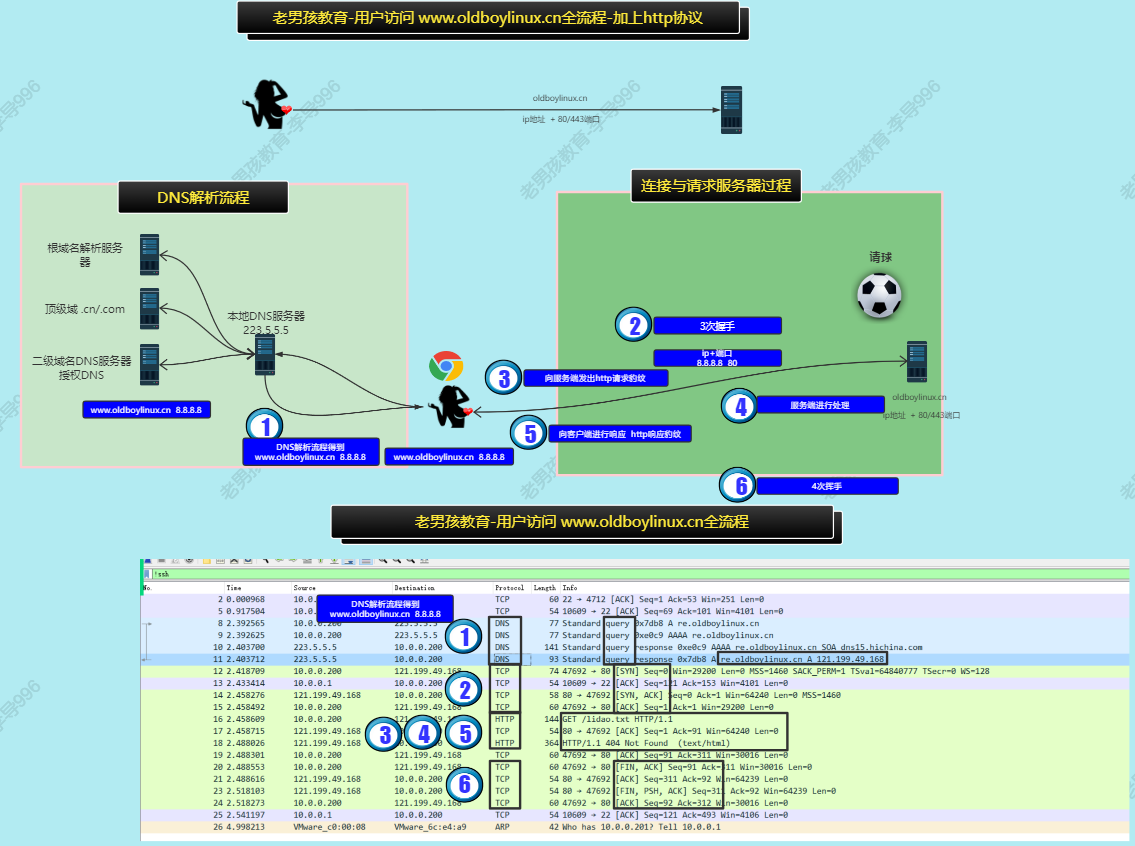 老男孩教育-用户访问 www.oldboylinux.cn全流程-加上http协议
oldboylinux.cn
ip地址 + 80/443端口
老男孩教育-李导996
DNS解析流程
连接与请求服务器过程
根域名解析服务
器
顶级域 .cn/.com
二级域名DNS服务器
授权DNS
本地DNS服务器
223.5.5.5
www.oldboylinux.cn 8.8.8.8
1
DNS解析流程得到
www.oldboylinux.cn 8.8.8.8
www.oldboylinux.cn 8.8.8.8
请球
2
3次握手
ip+端口
8.8.8.8 80
3
向服务端发出http请求豹纹
4
服务端进行处理
oldboylinux.cn
ip地址 + 80/443端口
5
向客户端进行响应 http响应豹纹
6
4次挥手
老男孩教育-用户访问 www.oldboylinux.cn全流程
!ssh
No. Time Source Destination Protocol Length Info
DNS解析流程得到
www.oldboylinux.cn 8.8.8.8
2 0.000968 10.0. TCP 60 22 → 4712 [ACK] Seq=1 Ack=53 Win=251 Len=0
5 0.917504 10.0. TCP 54 10609 → 22 [ACK] Seq=69 Ack=101 Win=4101 Len=0
8 2.392565 10.0.0.200 223.5.5.5 DNS 77 Standard query 0x7db8 A re.oldboylinux.cn
9 2.392625 10.0.0.200 223.5.5.5 DNS 77 Standard query 0xe0c9 AAAA re.oldboylinux.cn
10 2.403700 223.5.5.5 10.0.0.200 DNS 141 Standard query response 0xe0c9 AAAA re.oldboylinux.cn SOA dns15.hichina.com
11 2.403712 223.5.5.5 10.0.0.200 DNS 93 Standard query response 0x7db8 A re.oldboylinux.cn A 121.199.49.168
12 2.418709 10.0.0.200 121.199.49.168 TCP 74 47692 → 80 [SYN] Seq=0 Win=29200 Len=0 MSS=1460 SACK_PERM=1 TSval=64840777 TSecr=0 WS=128
13 2.433414 10.0.0.1 10.0.0.200 TCP 54 10609 → 22 [ACK] Seq=121 Ack=153 Win=4101 Len=0
14 2.458276 121.199.49.168 10.0.0.200 TCP 58 80 → 47692 [SYN, ACK] Seq=0 Ack=1 Win=64240 Len=0 MSS=1460
15 2.458492 10.0.0.200 121.199.49.168 TCP 60 47692 → 80 [ACK] Seq=1 Ack=1 Win=29200 Len=0
16 2.458609 10.0.0.200 121.199.49.168 HTTP 144 GET /lidao.txt HTTP/1.1
17 2.458715 121.199.49.168 10.0.0.200 TCP 54 80 → 47692 [ACK] Seq=1 Ack=91 Win=64240 Len=0
18 2.488026 121.199.49.168 10.0.0.200 HTTP 364 HTTP/1.1 404 Not Found (text/html)
19 2.488301 10.0.0.200 121.199.49.168 TCP 60 47692 → 80 [ACK] Seq=91 Ack=311 Win=30016 Len=0
20 2.488553 10.0.0.200 121.199.49.168 TCP 60 47692 → 80 [FIN, ACK] Seq=91 Ack=311 Win=30016 Len=0
21 2.488616 121.199.49.168 10.0.0.200 TCP 54 80 → 47692 [ACK] Seq=311 Ack=92 Win=64239 Len=0
23 2.518103 121.199.49.168 10.0.0.200 TCP 54 80 → 47692 [FIN, PSH, ACK] Seq=311 Ack=92 Win=64239 Len=0
24 2.518273 10.0.0.200 121.199.49.168 TCP 60 47692 → 80 [ACK] Seq=92 Ack=312 Win=30016 Len=0
25 2.541197 10.0.0.1 10.0.0.200 TCP 54 10609 → 22 [ACK] Seq=121 Ack=493 Win=4106 Len=0
26 4.998213 VMware_c0:00:08 VMware_6c:e4:a9 ARP 42 Who has 10.0.0.201? Tell 10.0.0.1
1
2
3
4
5
6